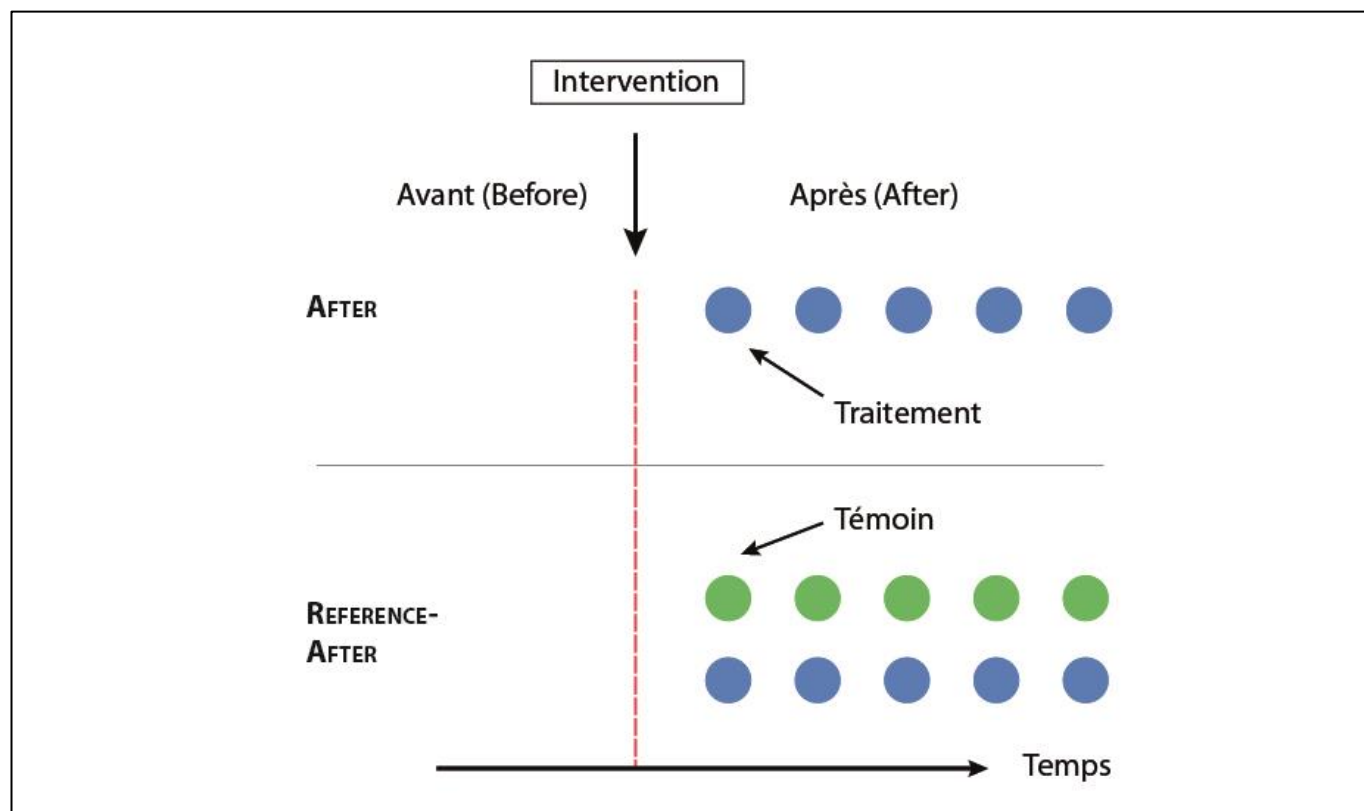 Intervention
Avant (Before)
Après (After)
AFTER
Traitement
Témoin
REFERENCE-
AFTER
Temps